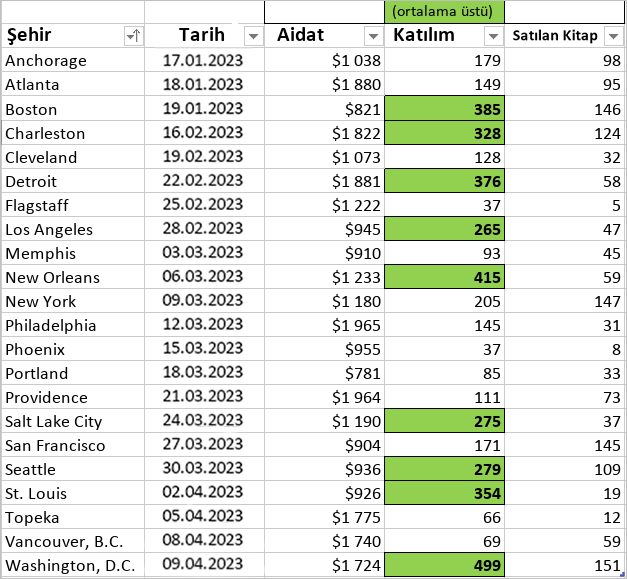 (ortalama üstü)
Şehir Tarih Aidat Katılım Satılan Kitap
Anchorage 17.01.2023 $1 038 179 98
Atlanta 18.01.2023 $1 880 149 95
Boston 19.01.2023 $821 385 146
Charleston 16.02.2023 $1 822 328 124
Cleveland 19.02.2023 $1 073 128 32
Detroit 22.02.2023 $1 881 376 58
Flagstaff 25.02.2023 $1 222 37 5
Los Angeles 28.02.2023 $945 265 47
Memphis 03.03.2023 $910 93 45
New Orleans 06.03.2023 $1 233 415 59
New York 09.03.2023 $1 180 205 147
Philadelphia 12.03.2023 $1 965 145 31
Phoenix 15.03.2023 $955 37 8
Portland 18.03.2023 $781 85 33
Providence 21.03.2023 $1 964 111 73
Salt Lake City 24.03.2023 $1 190 275 37
San Francisco 27.03.2023 $904 171 145
Seattle 30.03.2023 $936 279 109
St. Louis 02.04.2023 $926 354 19
Topeka 05.04.2023 $1 775 66 12
Vancouver, B.C. 08.04.2023 $1 740 69 59
Washington, D.C. 09.04.2023 $1 724 499 151